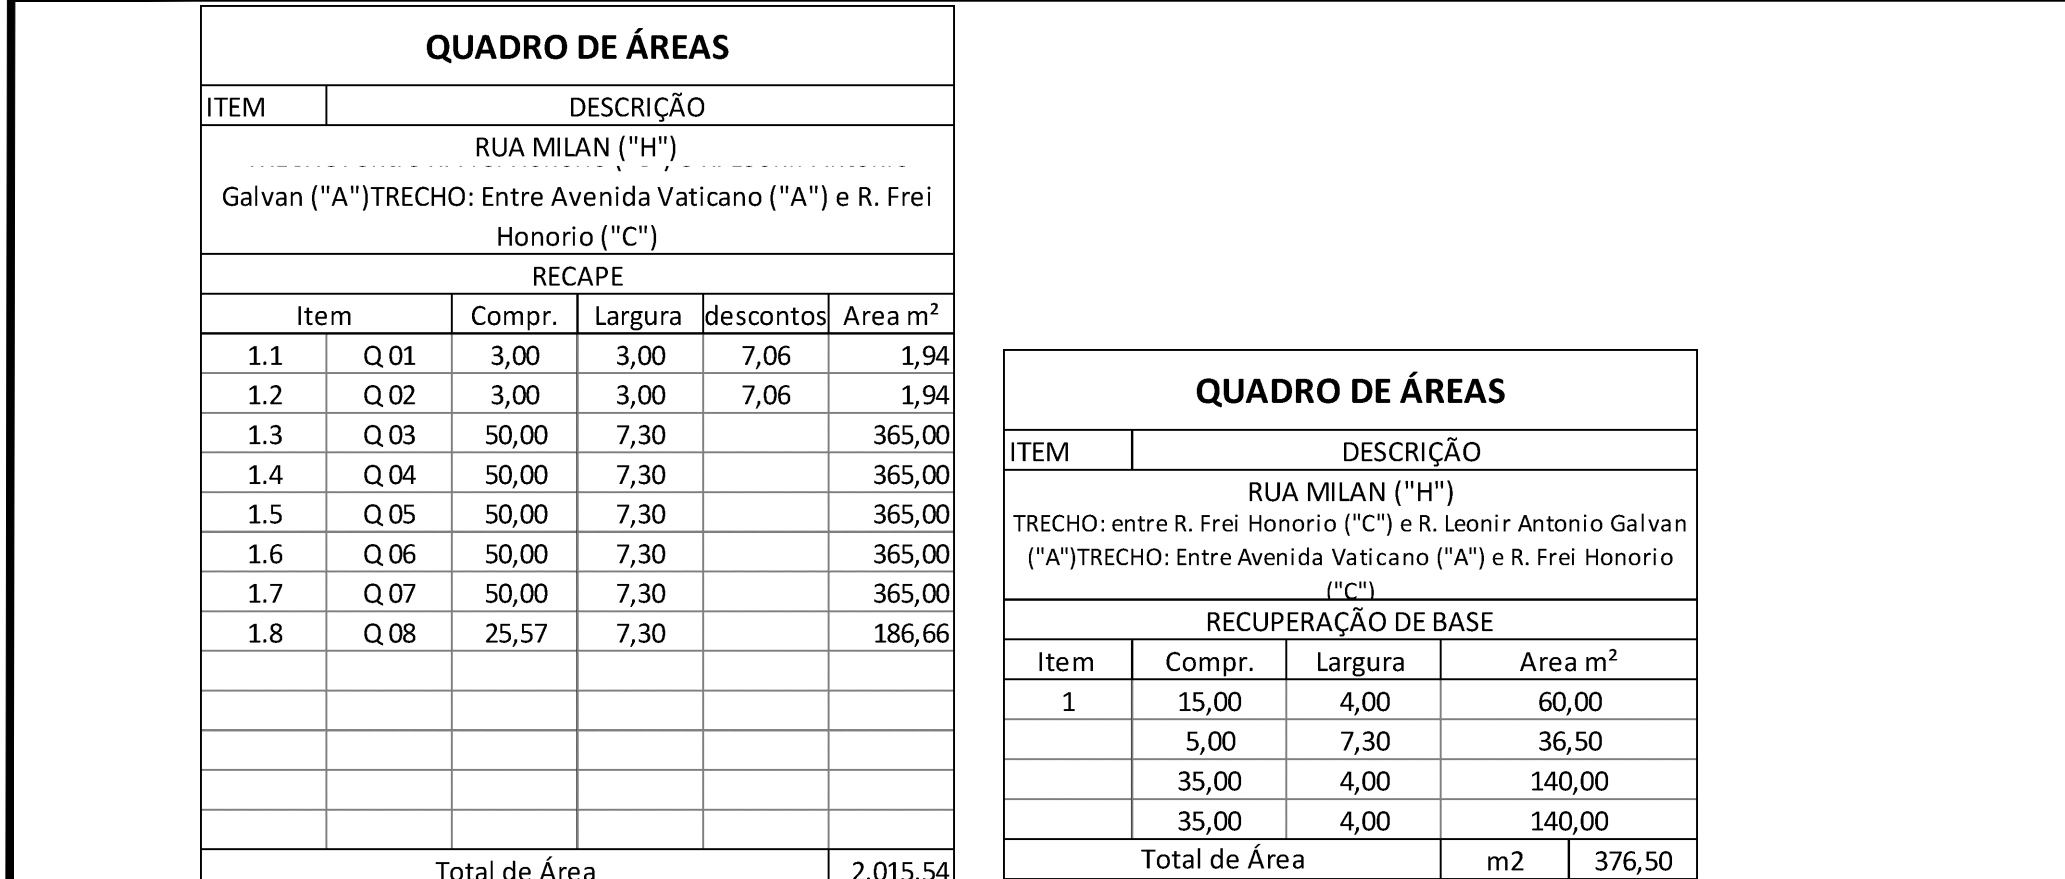 QUADRO DE ÁREAS
ITEM DESCRIÇÃO
RUA MILAN ("H")
Galvan ("A")TRECHO: Entre Avenida Vaticano ("A") e R. Frei
Honorio ("C")
RECAPE
Item Compr. Largura descontos Area m²
1.1 Q 01 3,00 3,00 7,06 1,94
1.2 Q 02 3,00 3,00 7,06 1,94
1.3 Q 03 50,00 7,30 365,00
1.4 Q 04 50,00 7,30 365,00
1.5 Q 05 50,00 7,30 365,00
1.6 Q 06 50,00 7,30 365,00
1.7 Q 07 50,00 7,30 365,00
1.8 Q 08 25,57 7,30 186,66
Total de Área 2.015,54
QUADRO DE ÁREAS
ITEM DESCRIÇÃO
RUA MILAN ("H")
TRECHO: entre R. Frei Honorio ("C") e R. Leonir Antonio Galvan
("A")TRECHO: Entre Avenida Vaticano ("A") e R. Frei Honorio
("C")
RECUPERAÇÃO DE BASE
Item Compr. Largura Area m²
1 15,00 4,00 60,00
5,00 7,30 36,50
35,00 4,00 140,00
35,00 4,00 140,00
Total de Área m2 376,50